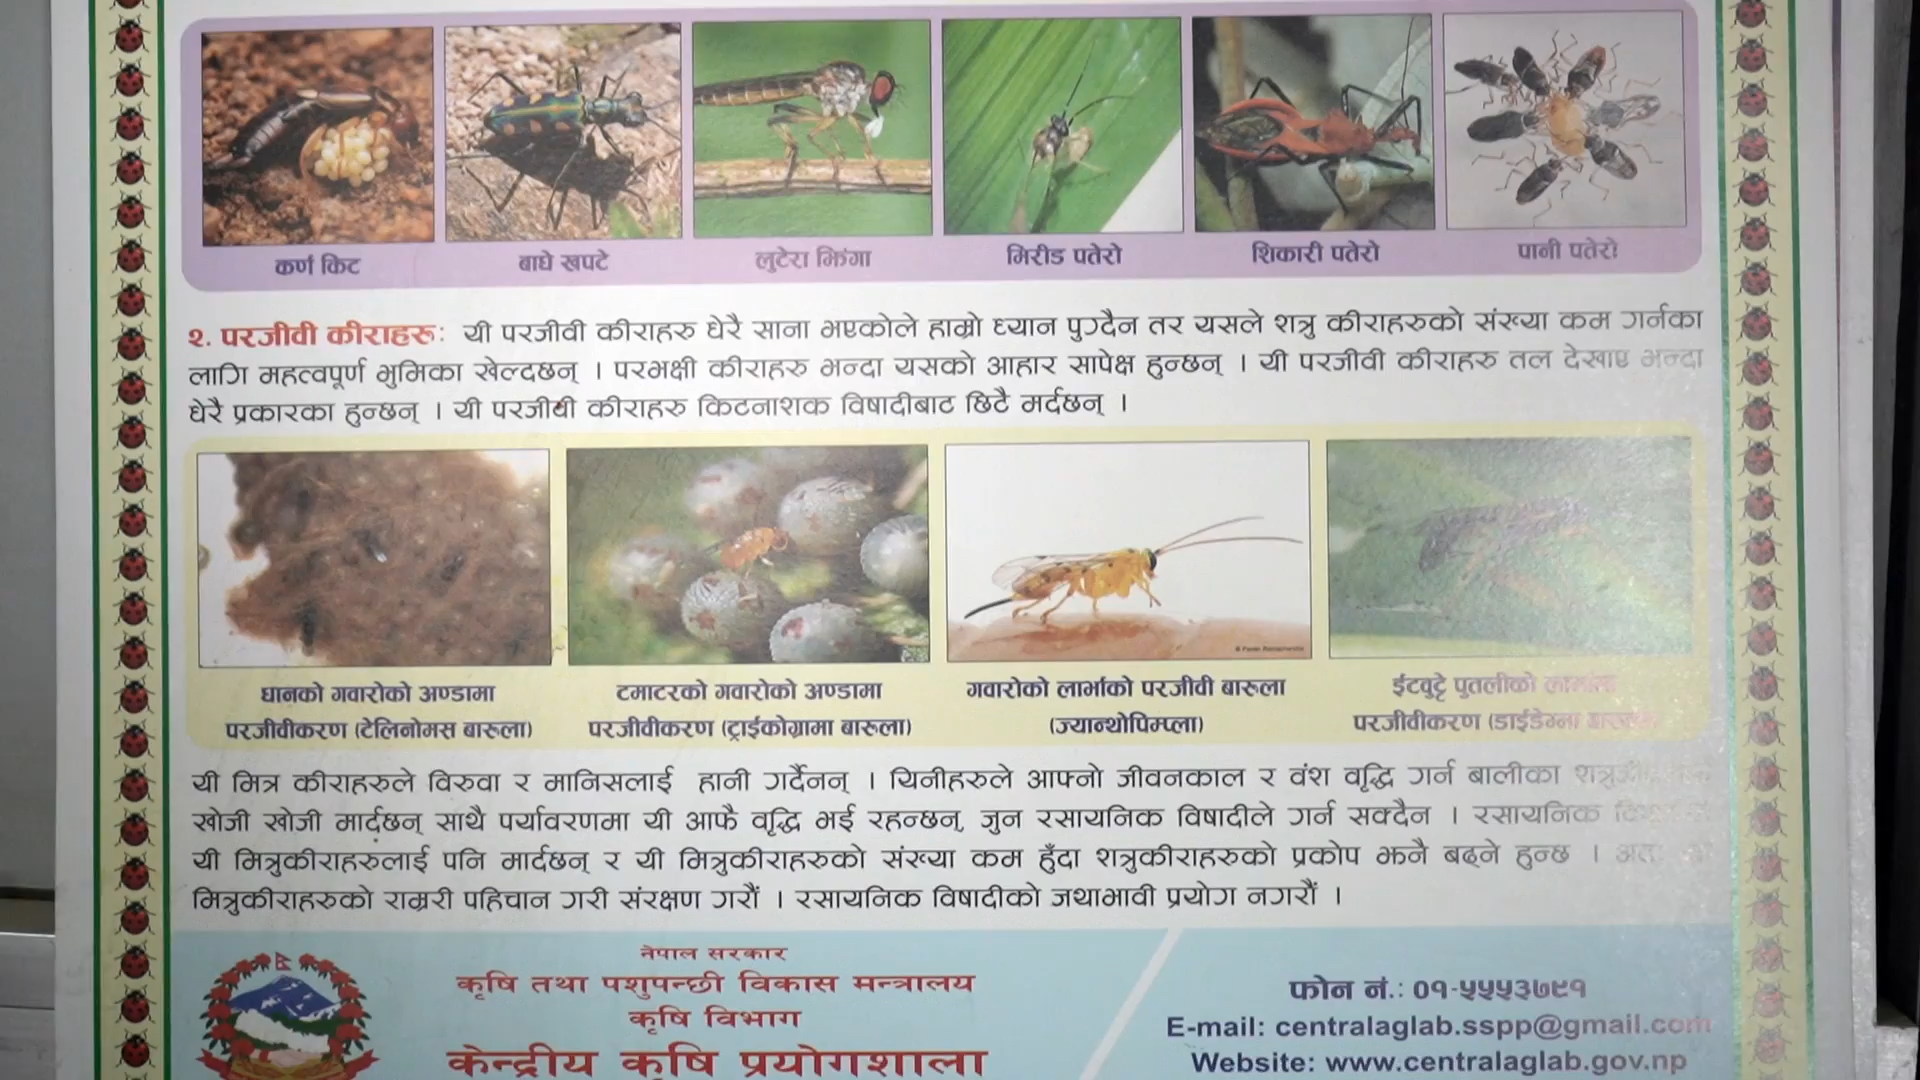 कर्ण किट
बाघे खपटे
लुटेरा झिंगा
मिरीड पतेरो
शिकारी पतेरो
पानी पतेरो
२. परजीवी कीराहरुः यी परजीवी कीराहरु धेरै साना भएकोले हाम्रो ध्यान पुग्दैन तर यसले शत्रु कीराहरुको संख्या कम गर्नका
लागि महत्वपूर्ण भुमिका खेल्दछन् । परभक्षी कीराहरु भन्दा यसको आहार सापेक्ष हुन्छन् । यी परजीवी कीराहरु तल देखाए भन्दा
धेरै प्रकारका हुन्छन् । यी परजीवी कीराहरु किटनाशक विषादीबाट छिटै मर्दछन् ।
धानको गवारोको अण्डामा
परजीवीकरण (टेलिनोमस बारुला)
टमाटरको गवारोको अण्डामा
परजीवीकरण (ट्राईकोग्रामा बारुला)
गवारोको लार्भाको परजीवी बारुला
(ज्यान्थोपिम्प्ला)
ईटवुट्टे पुतलीको
परजीवीकरण
यी मित्र कीराहरुले विरुवा र मानिसलाई हानी गर्दैनन् । यिनीहरुले आफ्नो जीवनकाल र वंश वृद्धि गर्न बालीका
खोजी खोजी मार्दछन् साथै पर्यावरणमा यी आफै वृद्धि भई रहन्छन्, जुन रसायनिक विषादीले गर्न सक्दैन । रसायनिक
यी मित्रुकीराहरुलाई पनि मार्दछन् र यी मित्रुकीराहरुको संख्या कम हुँदा शत्रुकीराहरुको प्रकोप झनै बढ्ने हुन्छ ।
मित्रुकीराहरुको राम्ररी पहिचान गरी संरक्षण गरौं । रसायनिक विषादीको जथाभावी प्रयोग नगरौं ।
नेपाल सरकार
कृषि तथा पशुपन्छी विकास मन्त्रालय
कृषि विभाग
केन्द्रीय कृषि प्रयोगशाला
फोन नं.: ०१-५५५३७९१
E-mail: centralaglab.sspp@gmail.com
Website: www.centralaglab.gov.np